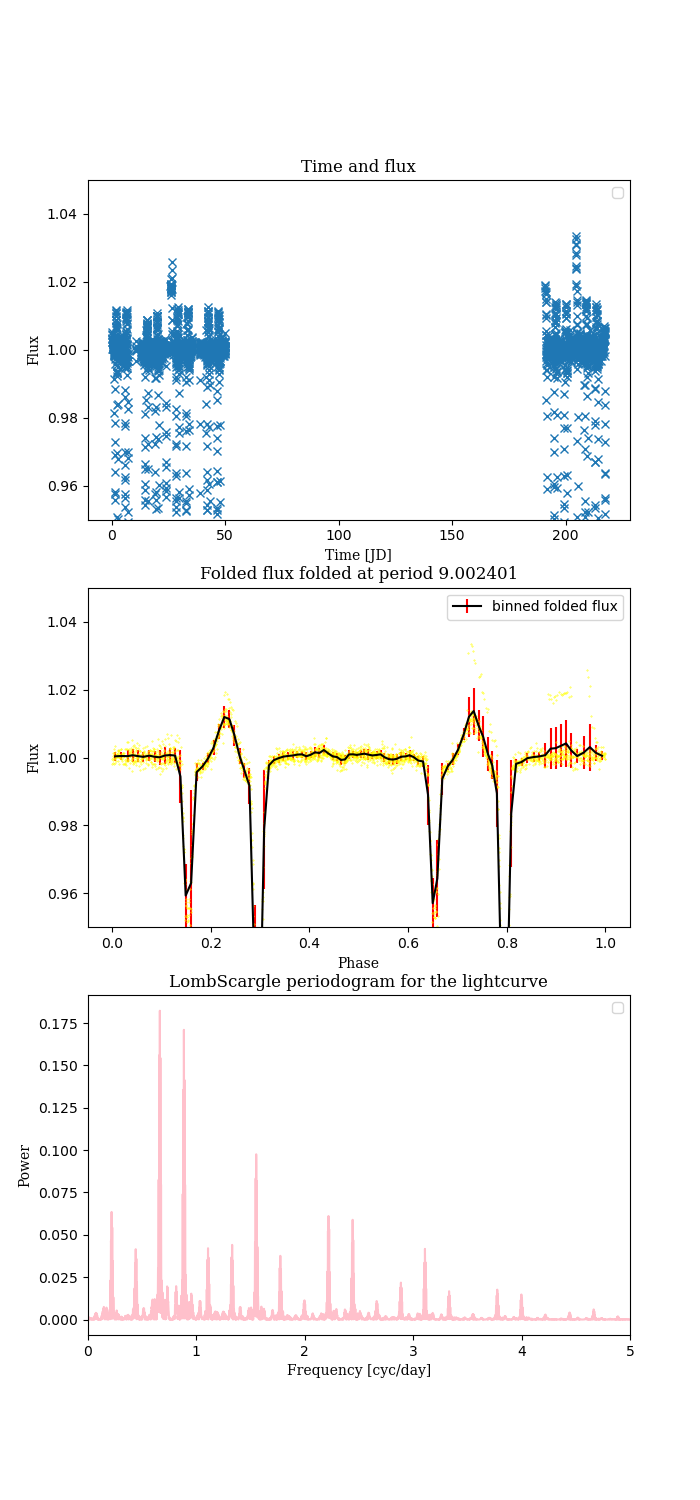 Time and flux
1.04
1.02
1.00
0.98
0.96
Flux
0 50 100 150 200
Time [JD]
Folded flux folded at period 9.002401
binned folded flux
1.04
1.02
1.00
0.98
0.96
Flux
0.0 0.2 0.4 0.6 0.8 1.0
Phase
LombScargle periodogram for the lightcurve
0.175
0.150
0.125
0.100
0.075
0.050
0.025
0.000
Power
0 1 2 3 4 5
Frequency [cyc/day]